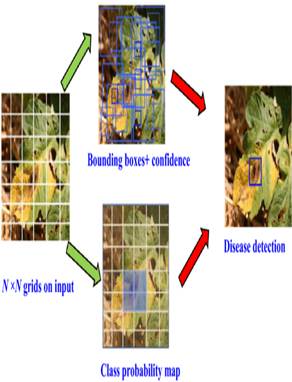 Bounding boxes+ confidence
N ×N grids on input
Disease detection
Class probability map